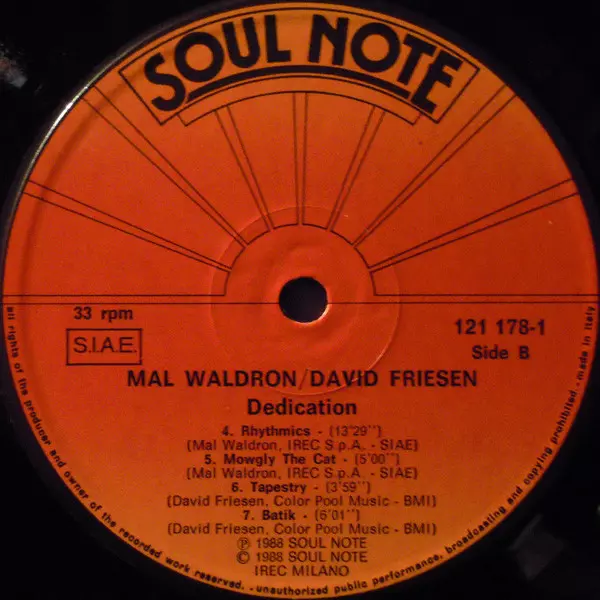 SOUL NOTE
33 rpm
S.I.A.E.
121 178-1
Side B
MAL WALDRON/DAVID FRIESEN
Dedication
4. Rhythmics - (13'29'')
(Mal Waldron, IREC S.p.A. - SIAE)
5. Mowgly The Cat - (5'00'')
(Mal Waldron, IREC S.p.A. - SIAE)
6. Tapestry - (3'59'')
(David Friesen, Color Pool Music - BMI)
7. Batik - (6'01'')
(David Friesen, Color Pool Music - BMI)
℗ 1988 SOUL NOTE
© 1988 SOUL NOTE
IREC MILANO
all rights of the producer and owner of the recorded work reserved. - unauthorized public performance, broadcasting and copying prohibited - made in italy